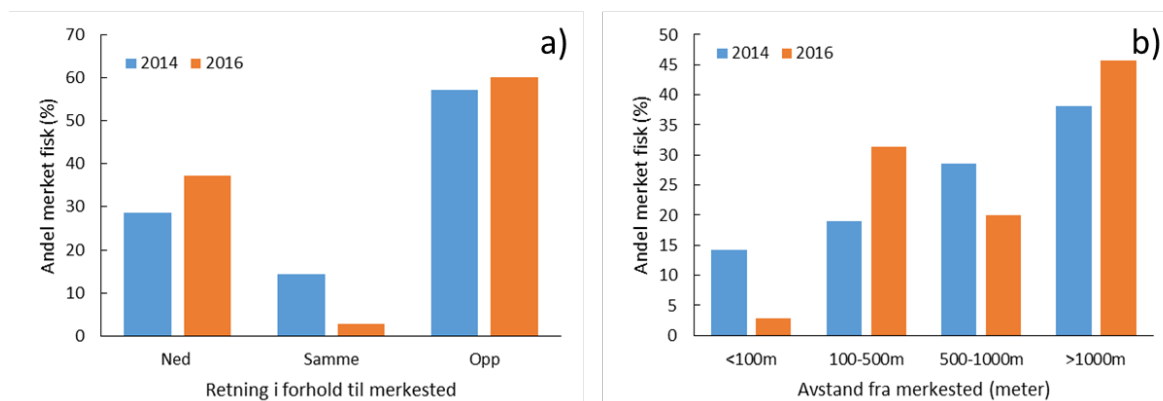 a)
2014 2016
Andel merket fisk (%)
70
60
50
40
30
20
10
0
Ned Samme Opp
Retning i forhold til merkested
b)
2014 2016
Andel merket fisk (%)
50
45
40
35
30
25
20
15
10
5
0
<100m 100-500m 500-1000m >1000m
Avstand fra merkested (meter)